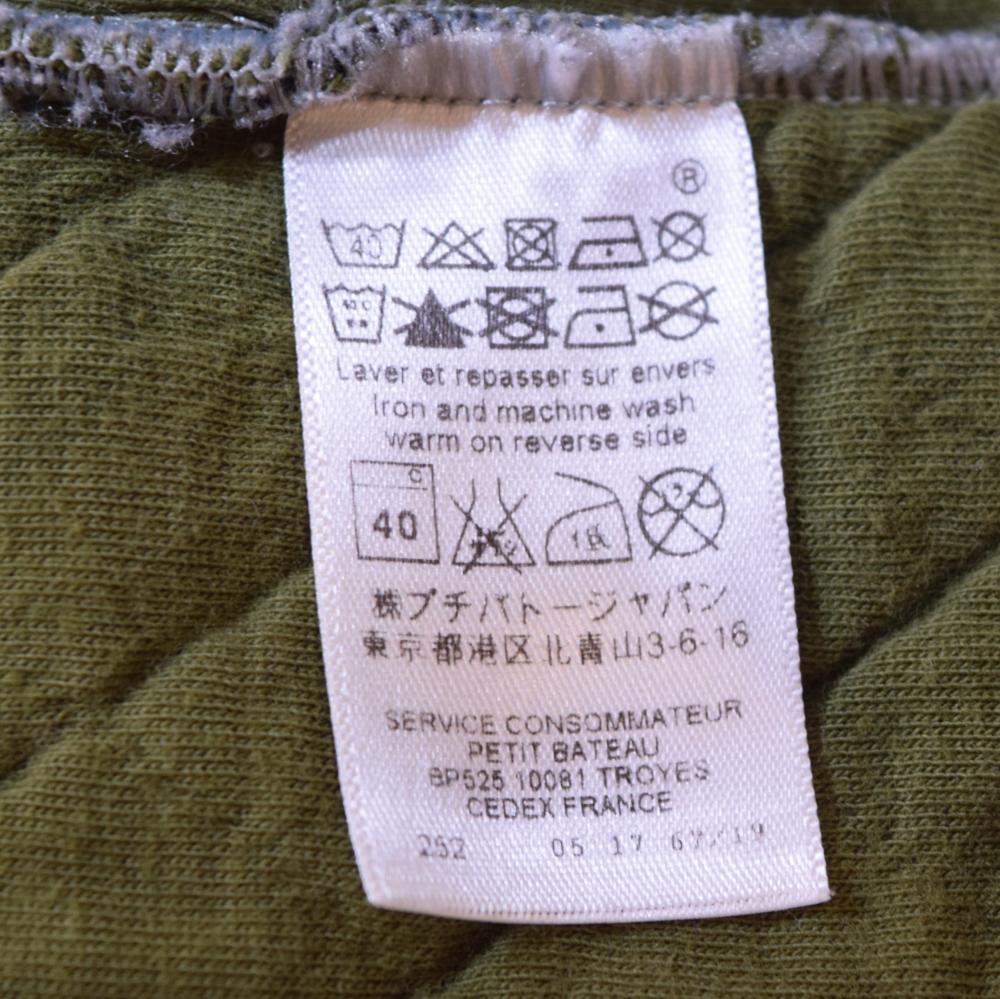 ®
40
40 C
Laver et repasser sur envers
Iron and machine wash
warm on reverse side
C
40
株プチバトージャパン
東京都港区北青山3-6-16
SERVICE CONSOMMATEUR
PETIT BATEAU
BP525 10081 TROYES
CEDEX FRANCE
252 05 17